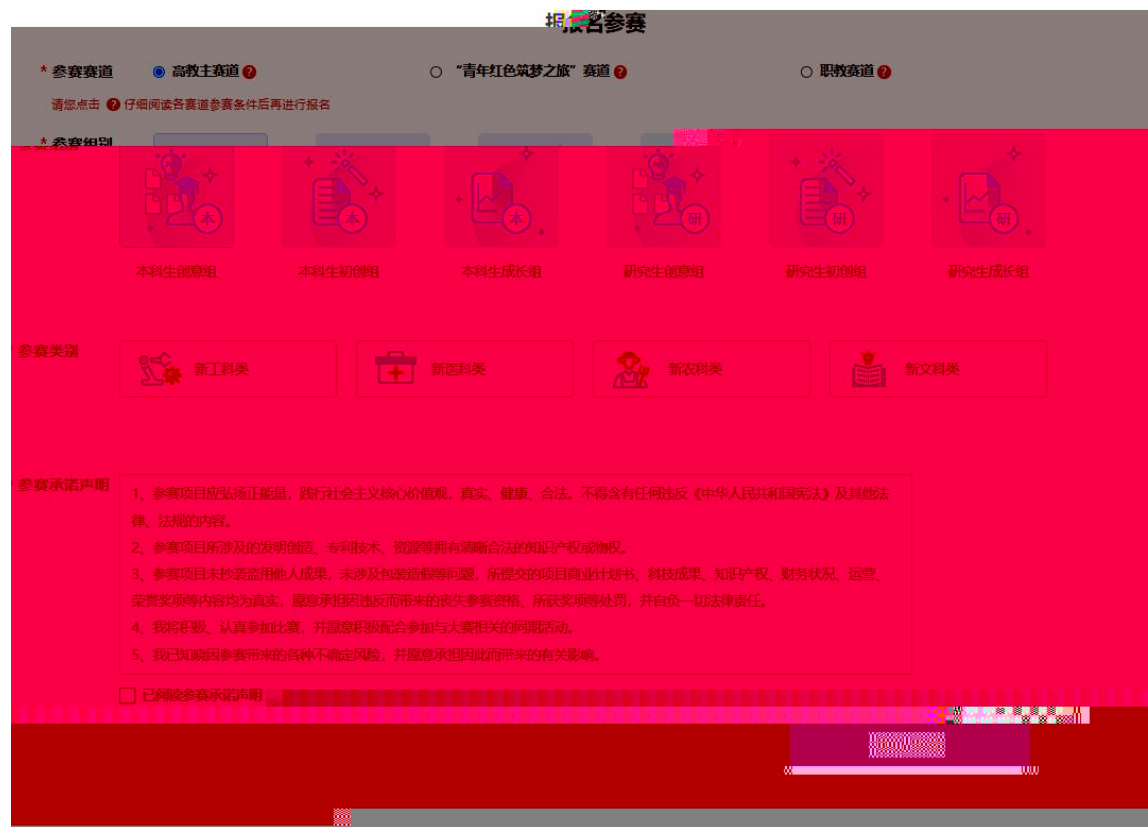 报名参赛
* 参赛赛道 高教主赛道 ? “青年红色筑梦之旅” 赛道 ? 职教赛道 ?
请您点击 ? 仔细阅读各赛道参赛条件后再进行报名
* 参赛组别
本 本 本 研 研 研
本科生创意组 本科生初创组 本科生成长组 研究生创意组 研究生初创组 研究生成长组
参赛类别 新工科类 新医科类 新农科类 新文科类
参赛承诺声明
1、参赛项目应弘扬正能量，践行社会主义核心价值观，真实、健康、合法。不得含有任何违反《中华人民共和国宪法》及其他法
律、法规的内容。
2、参赛项目所涉及的发明创造、专利技术、资源等拥有清晰合法的知识产权或物权。
3、参赛项目未抄袭盗用他人成果，未涉及包装造假等问题，所提交的项目商业计划书、科技成果、知识产权、财务状况、运营、
荣誉奖项等内容均为真实，愿意承担因违反而带来的丧失参赛资格、所获奖项等处罚，并自负一切法律责任。
4、我将积极、认真参加比赛，并愿意积极配合参加与大赛相关的同期活动。
5、我已知晓因参赛带来的各种不确定风险，并愿意承担因此而带来的有关影响。
已阅读参赛承诺声明